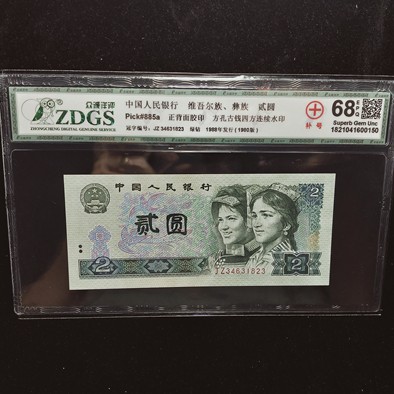 众诚评级
ZDGS
ZHONGCHENG DIGITAL GENUINE SERVICE
中国人民银行 维吾尔族、彝族 贰圆
Pick#885a 正背面胶印 方孔古钱四方连续水印
冠字编号: JZ 34631823 绿钻 1988年发行 (1980版)
补号
68 EPQ
Superb Gem Unc
1821041600150
中国人民银行
2
贰圆
JZ34631823
2
2